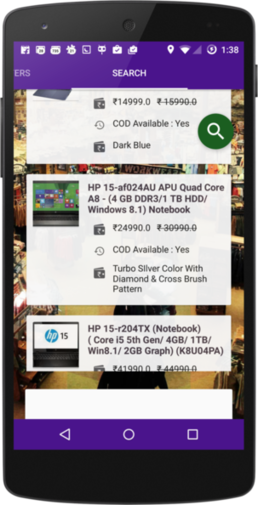 1:38
ERS
SEARCH
₹14999.0 ₹ 15990.0
COD Available : Yes
Dark Blue
HP 15-af024AU APU Quad Core
A8 - (4 GB DDR3/1 TB HDD/
Windows 8.1) Notebook
₹24990.0 ₹ 30990.0
COD Available : Yes
Turbo SIlver Color With
Diamond & Cross Brush
Pattern
hp 15
HP 15-r204TX (Notebook)
( Core i5 5th Gen/ 4GB/ 1TB/
Win8.1/ 2GB Graph) (K8U04PA)
₹41990.0 ₹ 44990.0